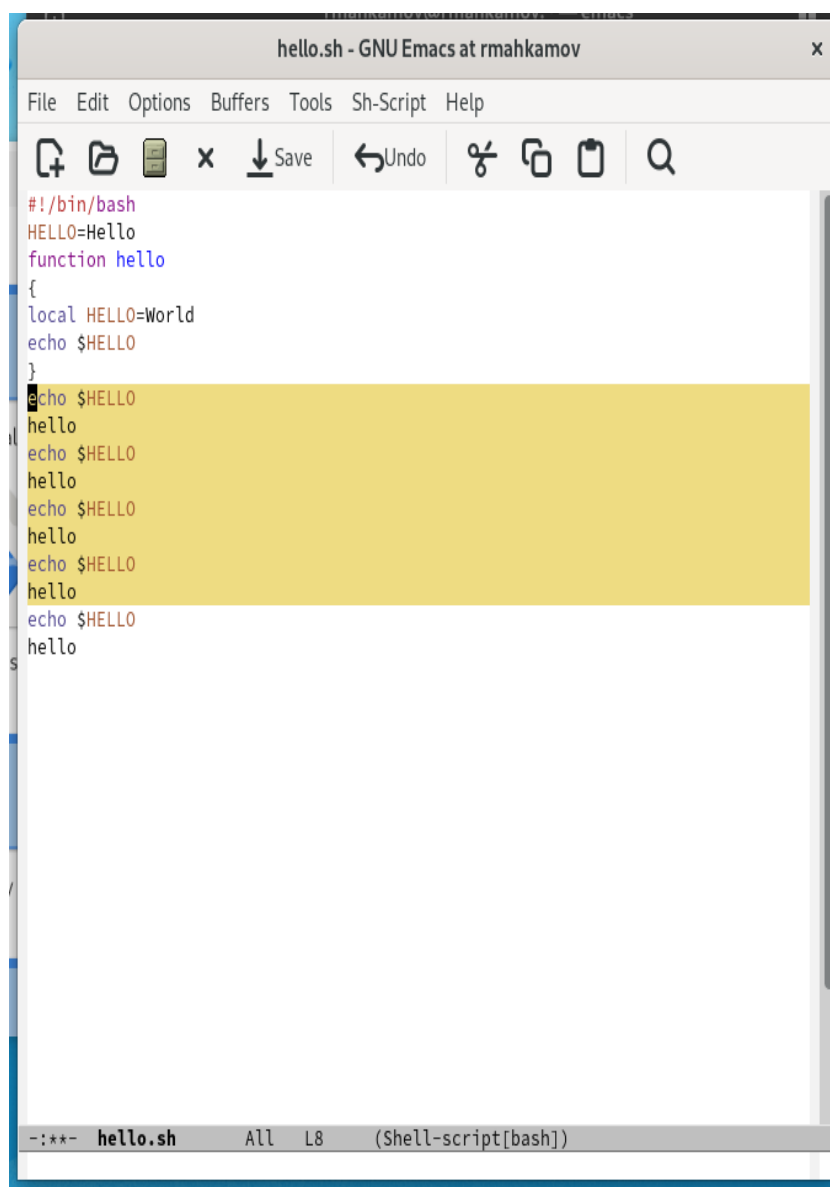 hello.sh - GNU Emacs at rmahkamov
File Edit Options Buffers Tools Sh-Script Help
Save Undo
#!/bin/bash
HELLO=Hello
function hello
{
local HELLO=World
echo $HELLO
}
echo $HELLO
hello
echo $HELLO
hello
echo $HELLO
hello
echo $HELLO
hello
echo $HELLO
hello
-:**- hello.sh All L8 (Shell-script[bash])